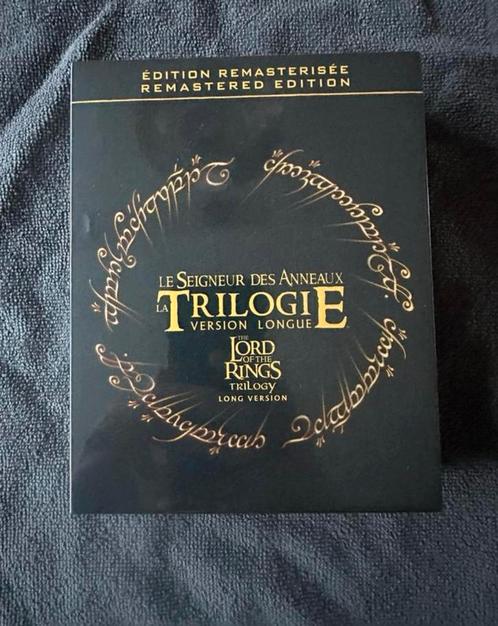 ÉDITION REMASTERISÉE
REMASTERED EDITION
LE SEIGNEUR DES ANNEAUX
LA TRILOGIE
VERSION LONGUE
THE
LORD
OF THE
RINGS
TRILOGY
LONG VERSION